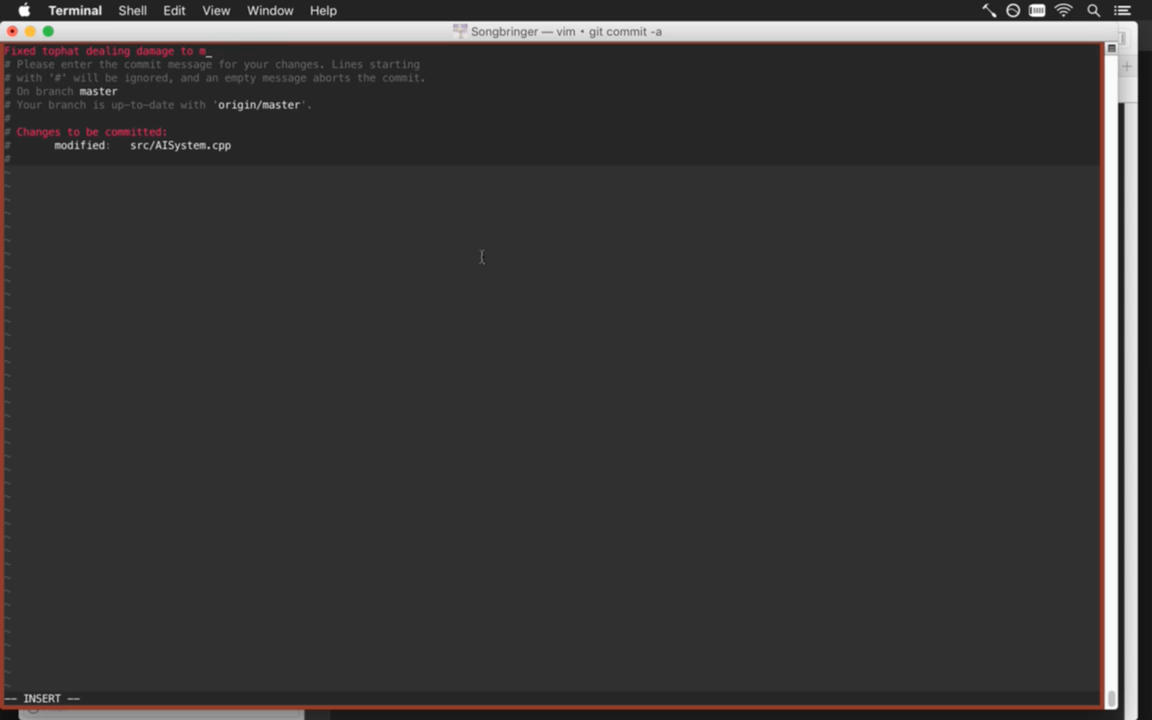 Terminal Shell Edit View Window Help
Songbringer — vim • git commit -a
Fixed tophat dealing damage to m_
# Please enter the commit message for your changes. Lines starting
# with '#' will be ignored, and an empty message aborts the commit.
# On branch master
# Your branch is up-to-date with 'origin/master'.
#
# Changes to be committed:
# modified: src/AISystem.cpp
#
-- INSERT --